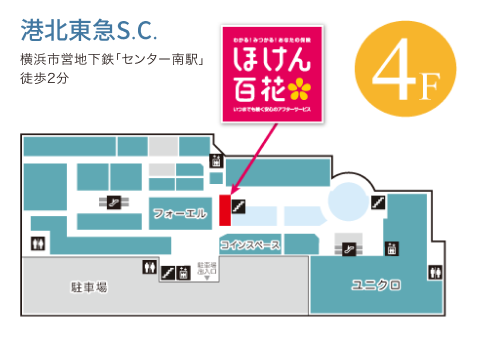 港北東急S.C.
横浜市営地下鉄「センター南駅」
徒歩2分
わかる!みつかる!あなたの保険
ほけん
百花
いつまでも続く安心のアフターサービス
4F
フォーエル
コインスペース
駐車場
出入口
駐車場
ユニクロ